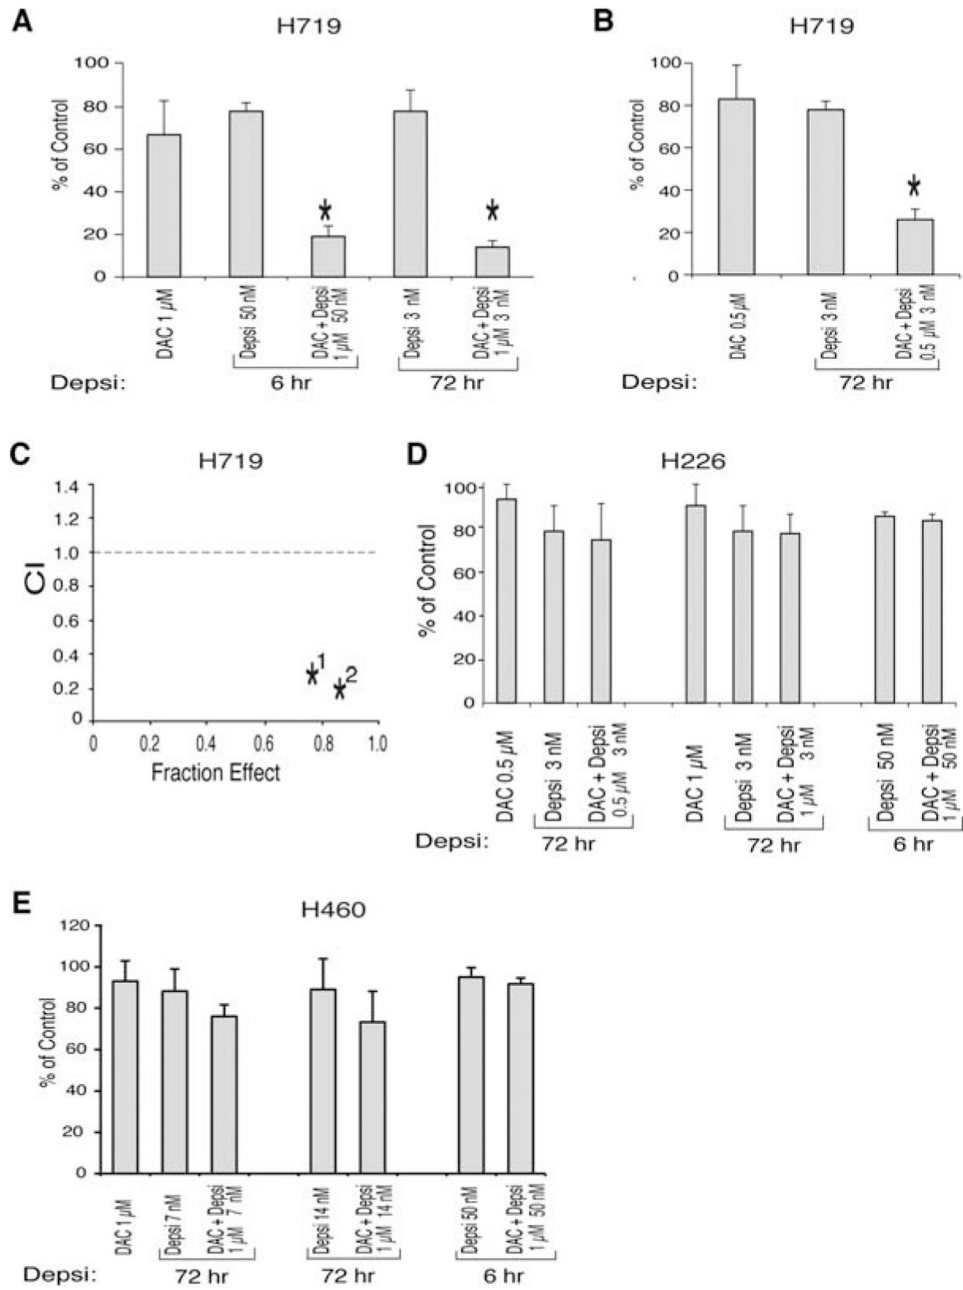 A
H719
% of Control
100
80
60
40
20
0
DAC 1 µM
Depsi 50 nM
DAC + Depsi
1 µM 50 nM
Depsi 3 nM
DAC + Depsi
1 µM 3 nM
Depsi:
6 hr
72 hr
B
H719
% of Control
100
80
60
40
20
0
DAC 0.5 µM
Depsi 3 nM
DAC + Depsi
0.5 µM 3 nM
Depsi:
72 hr
C
H719
CI
1.4
1.2
1.0
0.8
0.6
0.4
0.2
0
1
2
0 0.2 0.4 0.6 0.8 1.0
Fraction Effect
D
H226
% of Control
100
80
60
40
20
0
DAC 0.5 µM
Depsi 3 nM
DAC + Depsi
0.5 µM 3 nM
DAC 1 µM
Depsi 3 nM
DAC + Depsi
1 µM 3 nM
Depsi 50 nM
DAC + Depsi
1 µM 50 nM
Depsi:
72 hr
72 hr
6 hr
E
H460
% of Control
120
100
80
60
40
20
0
DAC 1 µM
Depsi 7 nM
DAC + Depsi
1 µM 7 nM
Depsi 14 nM
DAC + Depsi
1 µM 14 nM
Depsi 50 nM
DAC + Depsi
1 µM 50 nM
Depsi:
72 hr
72 hr
6 hr